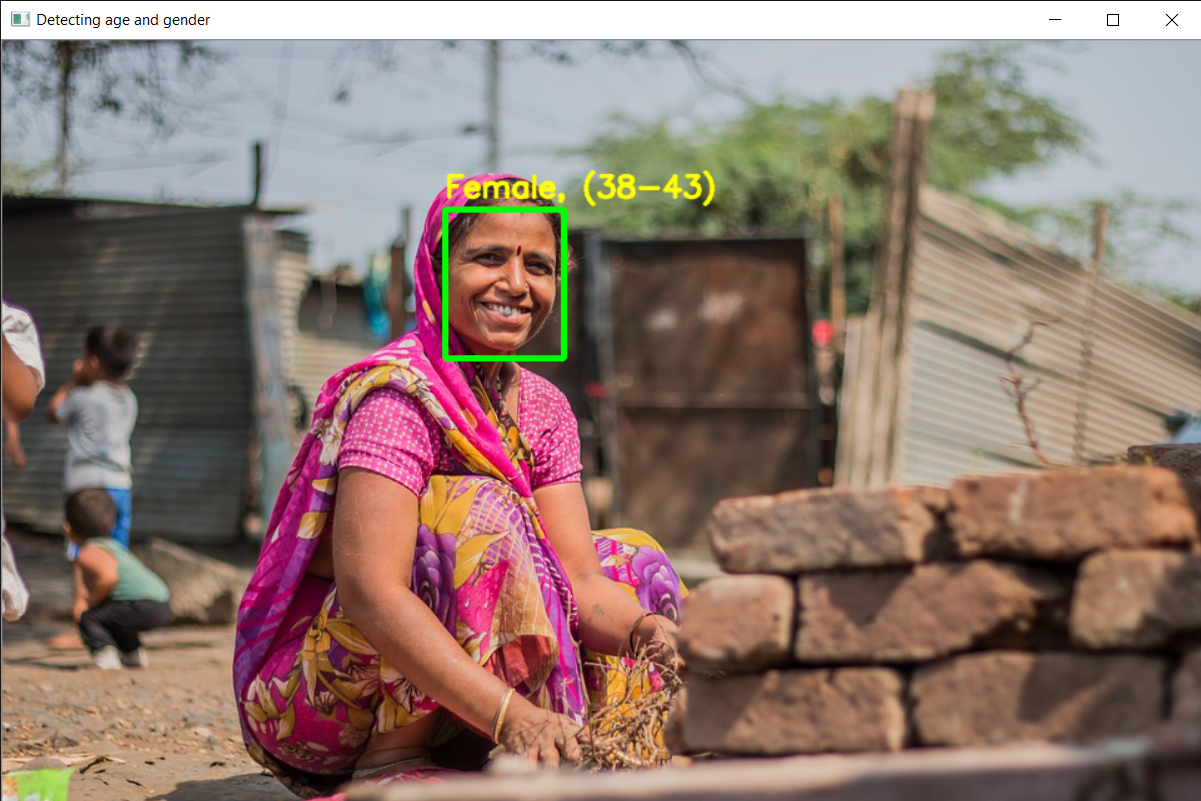 Detecting age and gender
Female, (38-43)